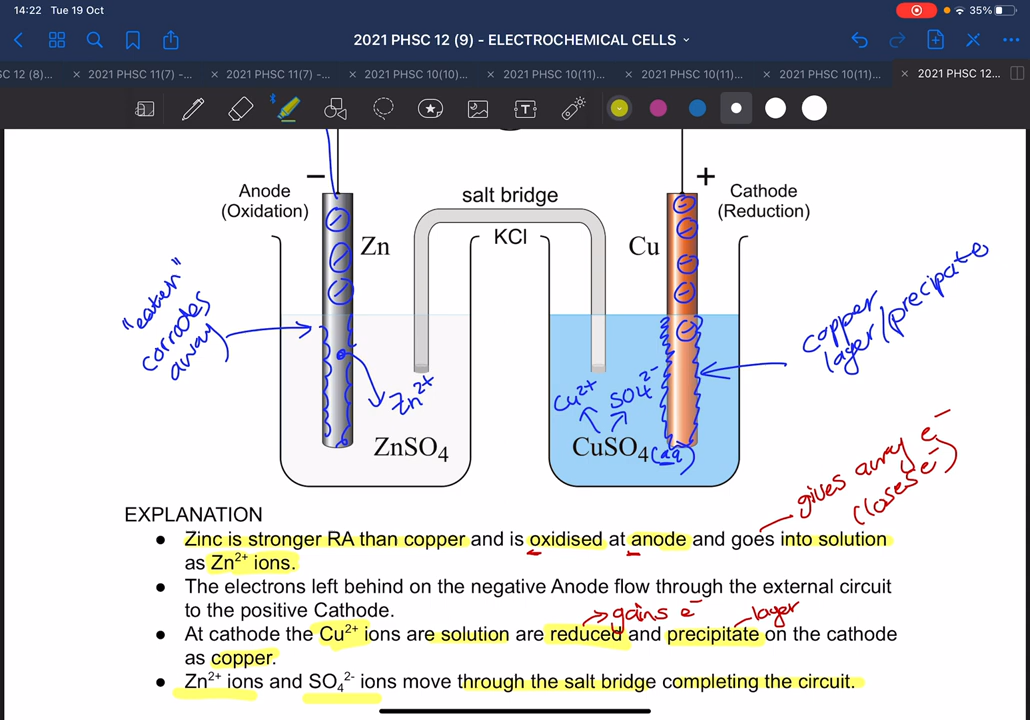 14:22 Tue 19 Oct
35%
2021 PHSC 12 (9) - ELECTROCHEMICAL CELLS
SC 12 (8)...
2021 PHSC 11(7) -...
2021 PHSC 11(7) -...
2021 PHSC 10(10)...
2021 PHSC 10(11)...
2021 PHSC 10(11)...
2021 PHSC 10(11)...
2021 PHSC 12...
−
+
Anode
(Oxidation)
salt bridge
Cathode
(Reduction)
Zn
KCl
Cu
"eaten"
corrodes
away
copper
layer/precipate
Zn²⁺
Cu²⁺
SO4²⁻
ZnSO₄
CuSO₄(aq)
gives away e⁻
(loses e⁻)
EXPLANATION
● Zinc is stronger RA than copper and is oxidised at anode and goes into solution
as Zn²⁺ ions.
● The electrons left behind on the negative Anode flow through the external circuit
to the positive Cathode.
→ gains e⁻
layer
● At cathode the Cu²⁺ ions are solution are reduced and precipitate on the cathode
as copper.
● Zn²⁺ ions and SO₄²⁻ ions move through the salt bridge completing the circuit.